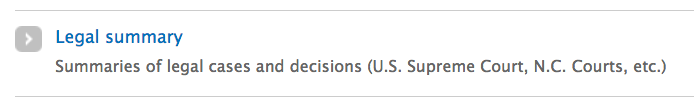 Legal summary
Summaries of legal cases and decisions (U.S. Supreme Court, N.C. Courts, etc.)